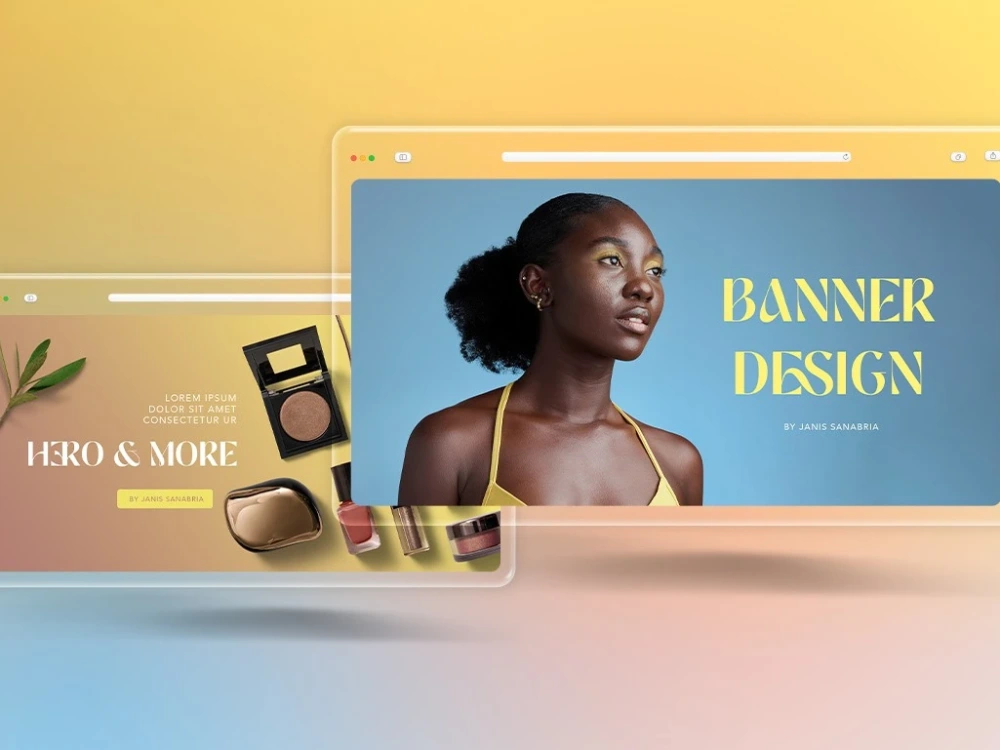 BANNER
DESIGN
BY JANIS SANABRIA
LOREM IPSUM
DOLOR SIT AMET
CONSECTETUR UR
HERO & MORE
BY JANIS SANABRIA